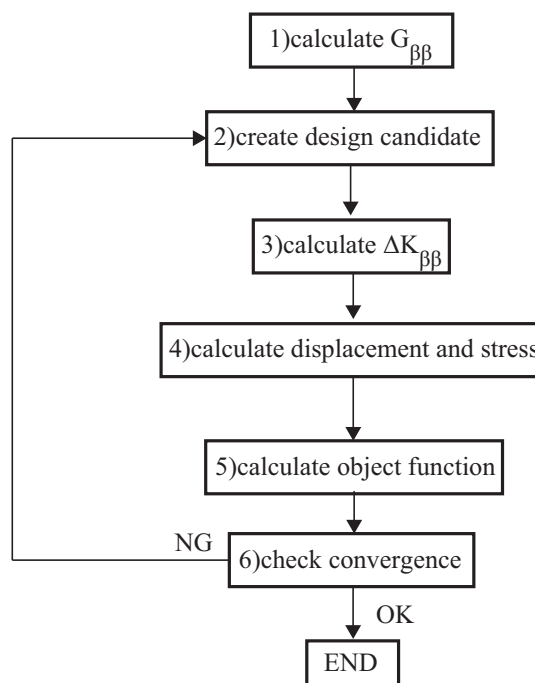 1)calculate Gββ
2)create design candidate
3)calculate ΔKββ
4)calculate displacement and stress
5)calculate object function
NG
6)check convergence
OK
END